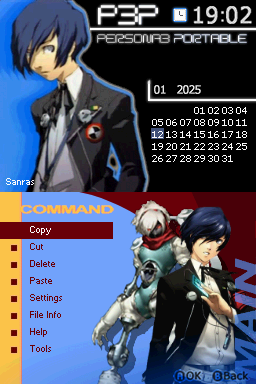 P3P 19:02
PERSONA3 PORTABLE
01 2025
01 02 03 04
05 06 07 08 09 10 11
12 13 14 15 16 17 18
19 20 21 22 23 24 25
26 27 28 29 30 31
Sanras
COMMAND
Copy
Cut
Delete
Paste
Settings
File Info
Help
Tools
MAIN
A OK B Back